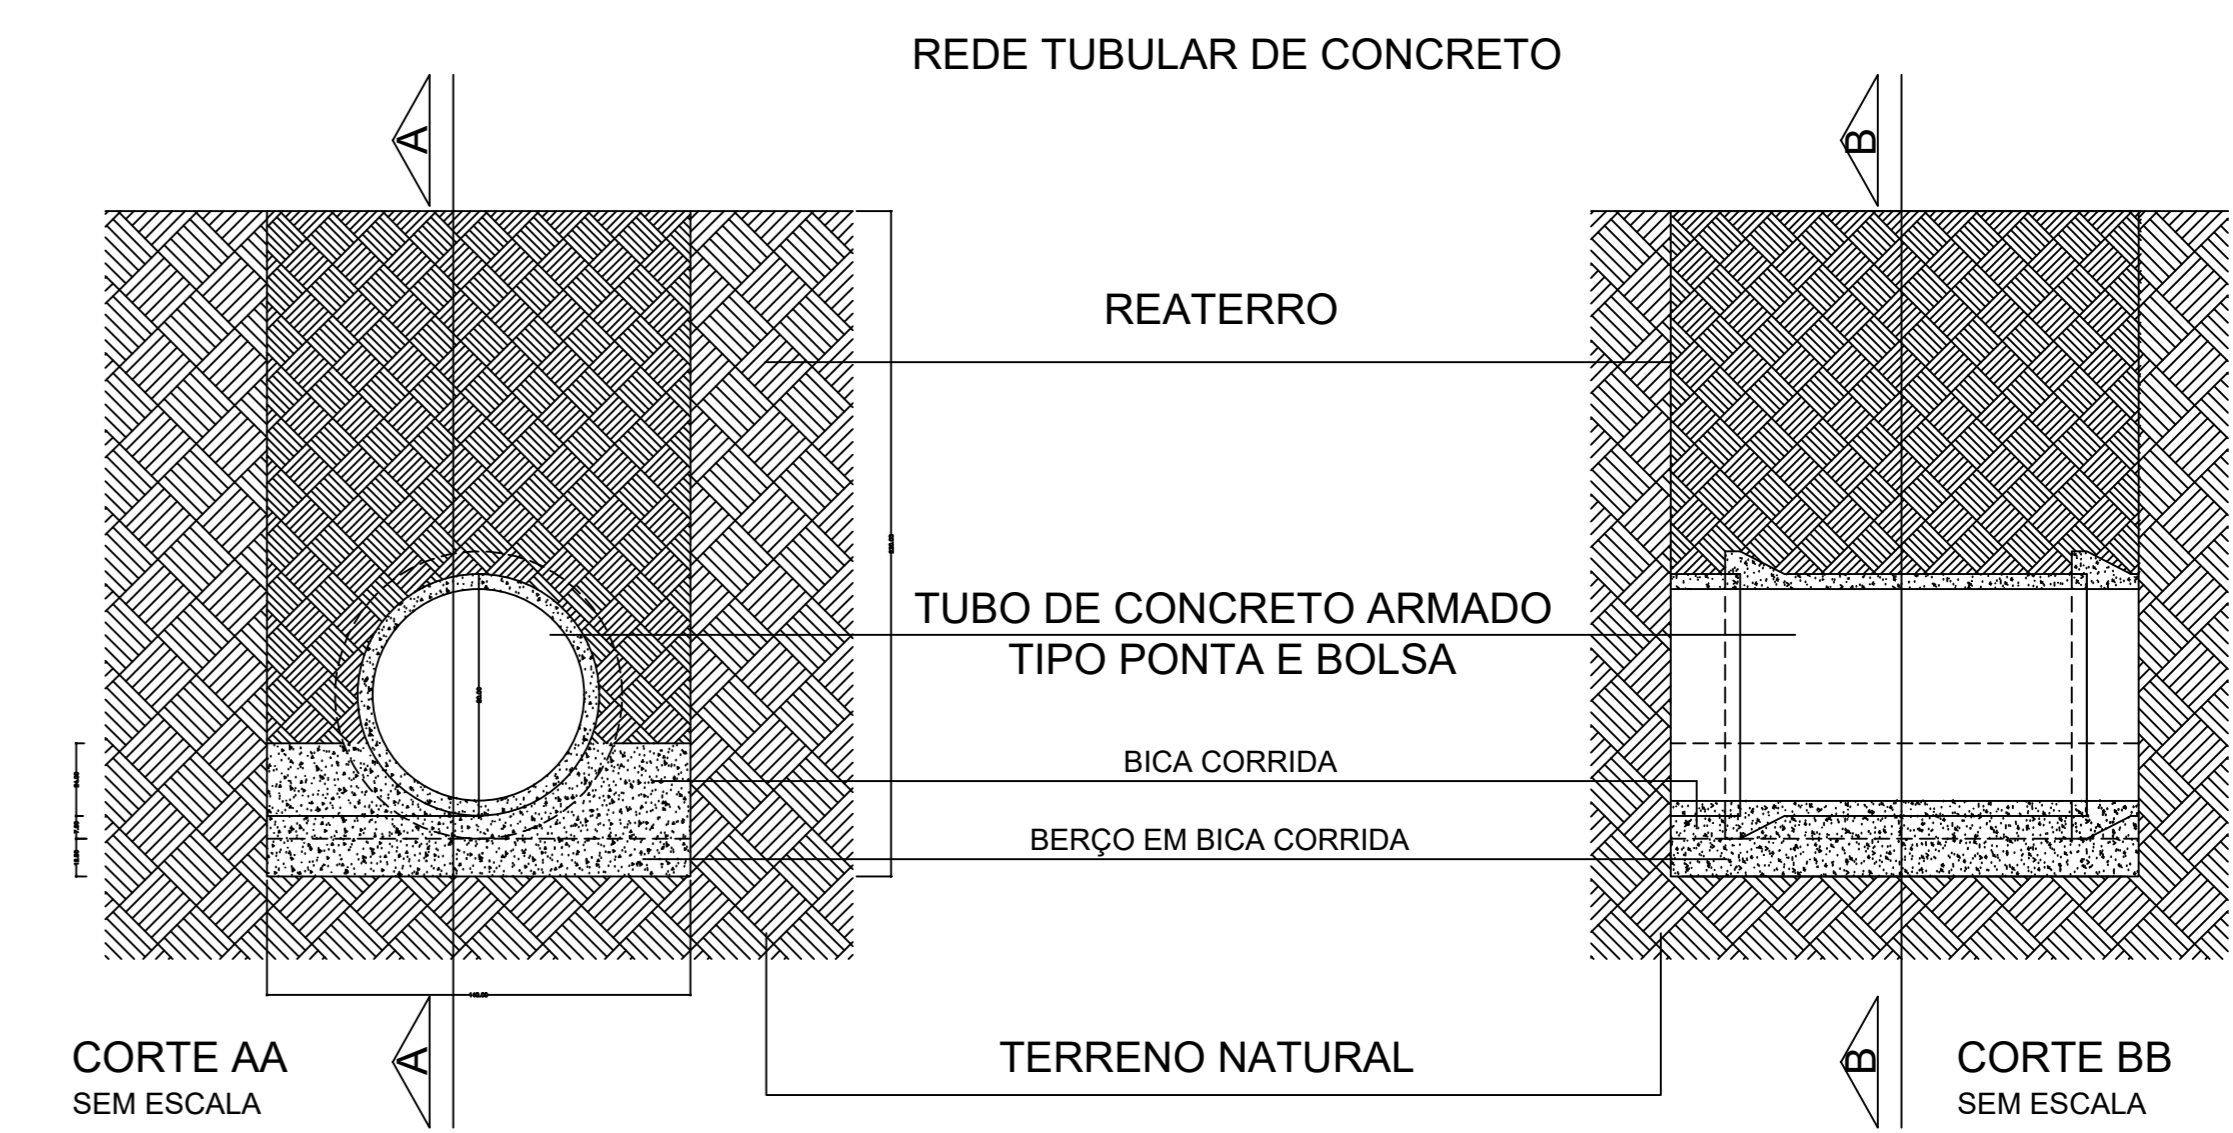 REDE TUBULAR DE CONCRETO
A
B
REATERRO
TUBO DE CONCRETO ARMADO
TIPO PONTA E BOLSA
BICA CORRIDA
BERÇO EM BICA CORRIDA
TERRENO NATURAL
CORTE AA
SEM ESCALA
A
B
CORTE BB
SEM ESCALA